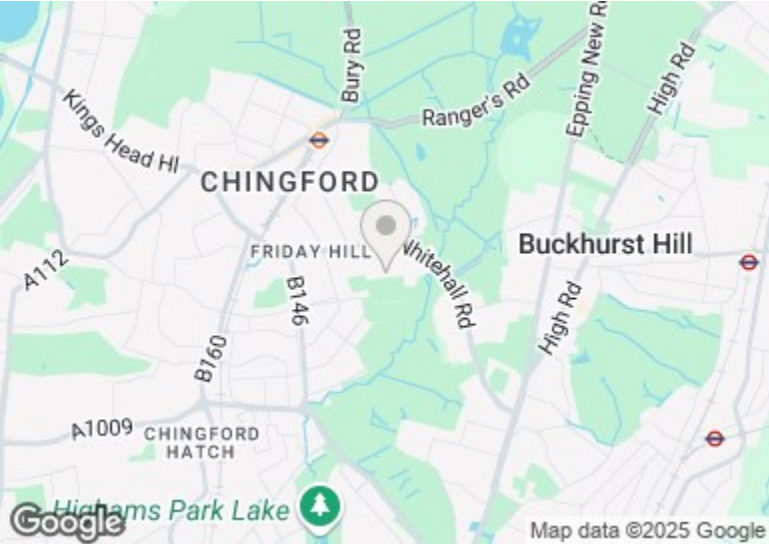 Bury Rd
Epping New R
High Rd
Kings Head Hl
Ranger's Rd
CHINGFORD
FRIDAY HILL
Whitehall Rd
Buckhurst Hill
A112
B146
High Rd
B160
A1009
CHINGFORD
HATCH
Highams Park Lake
Google
Map data ©2025 Google